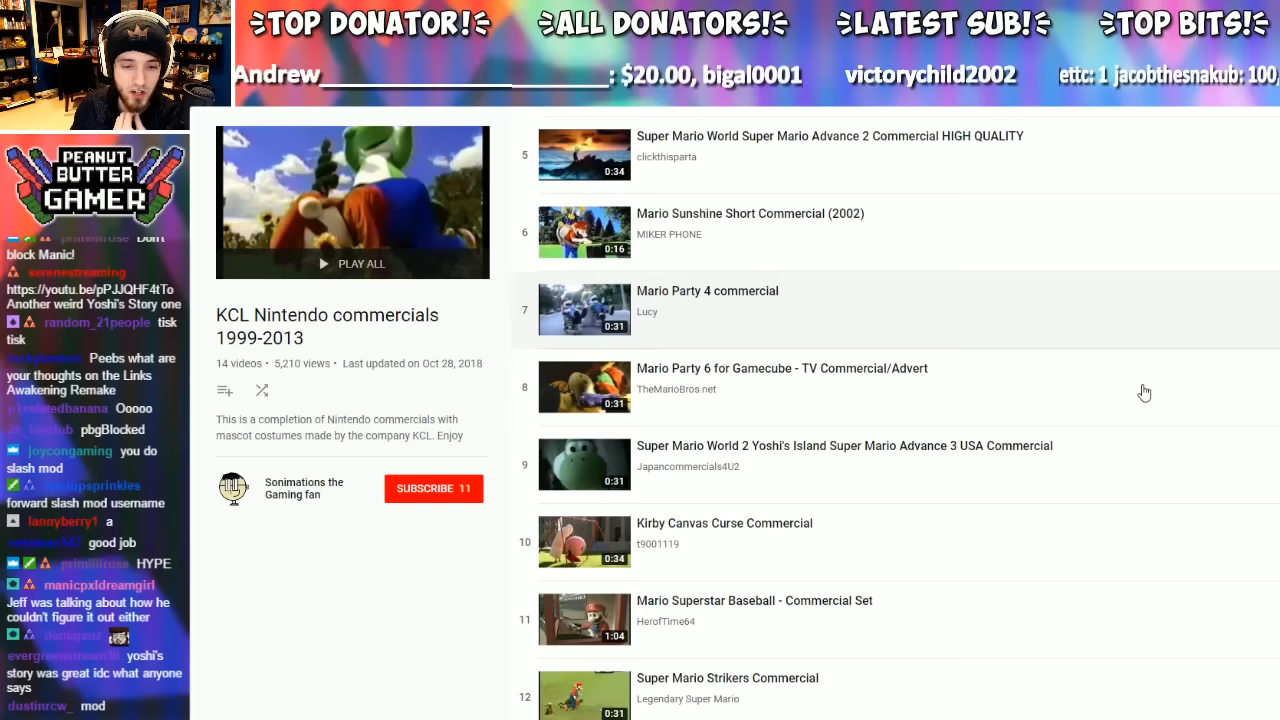 TOP DONATOR!
ALL DONATORS!
LATEST SUB!
TOP BITS!
Andrew____________________________: $20.00, bigal0001
victorychild2002
ettc: 1 jacobthesnakub: 100,
PEANUT
BUTTER
GAMER
Don't
block Manic!
serenestreaming
https://youtu.be/pPJJQHF4tTo
Another weird Yoshi's Story one
random_21people tisk
tisk
Peebs what are
your thoughts on the Links
Awakening Remake
Ooooo
pbgBlocked
joycongaming you do
slash mod
forward slash mod username
lannyberry1 a
good job
HYPE
manicpxldreamgirl
Jeff was talking about how he
couldn't figure it out either
yoshi's
story was great idc what anyone
says
dustinrcw_ mod
PLAY ALL
KCL Nintendo commercials
1999-2013
14 videos • 5,210 views • Last updated on Oct 28, 2018
This is a completion of Nintendo commercials with
mascot costumes made by the company KCL. Enjoy
Sonimations the
Gaming fan
SUBSCRIBE 11
5
0:34
Super Mario World Super Mario Advance 2 Commercial HIGH QUALITY
clickthisparta
6
0:16
Mario Sunshine Short Commercial (2002)
MIKER PHONE
7
0:31
Mario Party 4 commercial
Lucy
8
0:31
Mario Party 6 for Gamecube - TV Commercial/Advert
TheMarioBros.net
9
0:31
Super Mario World 2 Yoshi's Island Super Mario Advance 3 USA Commercial
Japancommercials4U2
10
0:34
Kirby Canvas Curse Commercial
t9001119
11
1:04
Mario Superstar Baseball - Commercial Set
HerofTime64
12
0:31
Super Mario Strikers Commercial
Legendary Super Mario